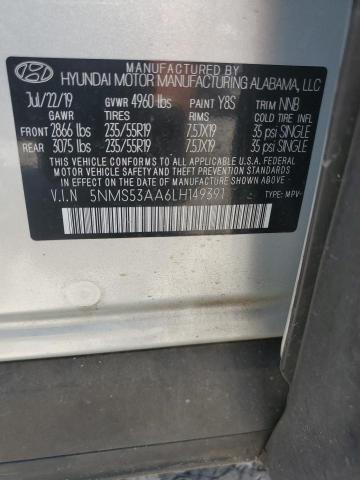 MANUFACTURED BY
HYUNDAI MOTOR MANUFACTURING ALABAMA, LLC
Jul/22/19 GVWR 4960 lbs PAINT Y8S TRIM NNB
GAWR TIRES RIMS COLD TIRE INFL
FRONT 2866 lbs 235/55R19 7.5JX19 35 psi SINGLE
REAR 3075 lbs 235/55R19 7.5JX19 35 psi SINGLE
THIS VEHICLE CONFORMS TO ALL APPLICABLE U.S.A. FEDERAL
MOTOR VEHICLE SAFETY AND THEFT PREVENTION STANDARDS IN
EFFECT ON THE DATE OF MANUFACTURE SHOWN ABOVE.
V.I.N 5NMS53AA6LH149391 TYPE: MPV